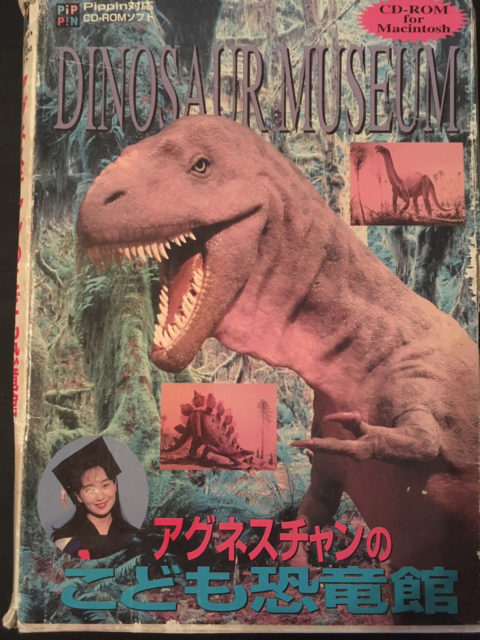 PiP
PiN
Pippin対応
CD-ROMソフト
CD-ROM
for
Macintosh
DINOSAUR MUSEUM
アグネスチャンの
こども恐竜館